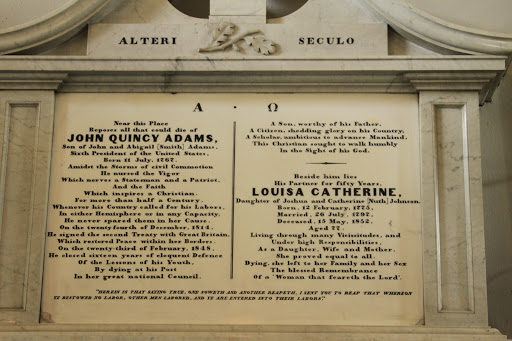 ALTERI SECULO
Α · Ω
Near this Place
Reposes all that could die of
JOHN QUINCY ADAMS,
Son of John and Abigail [Smith] Adams,
Sixth President of the United States.
Born 11 July, 1767.
Amidst the Storms of civil Commotion
He nursed the Vigor
Which nerves a Statesman and a Patriot,
And the Faith
Which inspires a Christian.
For more than half a Century,
Whenever his Country called for his Labors,
In either Hemisphere or in any Capacity,
He never spared them in her Cause.
On the twenty-fourth of December, 1814,
He signed the second Treaty with Great Britain,
Which restored Peace within her Borders.
On the twenty-third of February, 1848,
He closed sixteen years of eloquent Defence
Of the Lessons of his Youth,
By dying at his Post
In her great national Council.
A Son, worthy of his Father,
A Citizen, shedding glory on his Country,
A Scholar, ambitious to advance Mankind,
This Christian sought to walk humbly
In the Sight of his God.
Beside him lies
His Partner for fifty Years,
LOUISA CATHERINE,
Daughter of Joshua and Catherine [Nuth] Johnson.
Born, 12 February, 1775.
Married, 26 July, 1797.
Deceased, 15 May, 1852,
Aged 77.
Living through many Vicissitudes, and
Under high Responsibilities,
As a Daughter, Wife and Mother,
She proved equal to all.
Dying, she left to her Family and her Sex
The blessed Remembrance
Of a 'Woman that feareth the Lord'.
"HEREIN IS THAT SAYING TRUE, ONE SOWETH AND ANOTHER REAPETH. I SENT YOU TO REAP THAT WHEREON
YE BESTOWED NO LABOR; OTHER MEN LABORED, AND YE ARE ENTERED INTO THEIR LABORS."